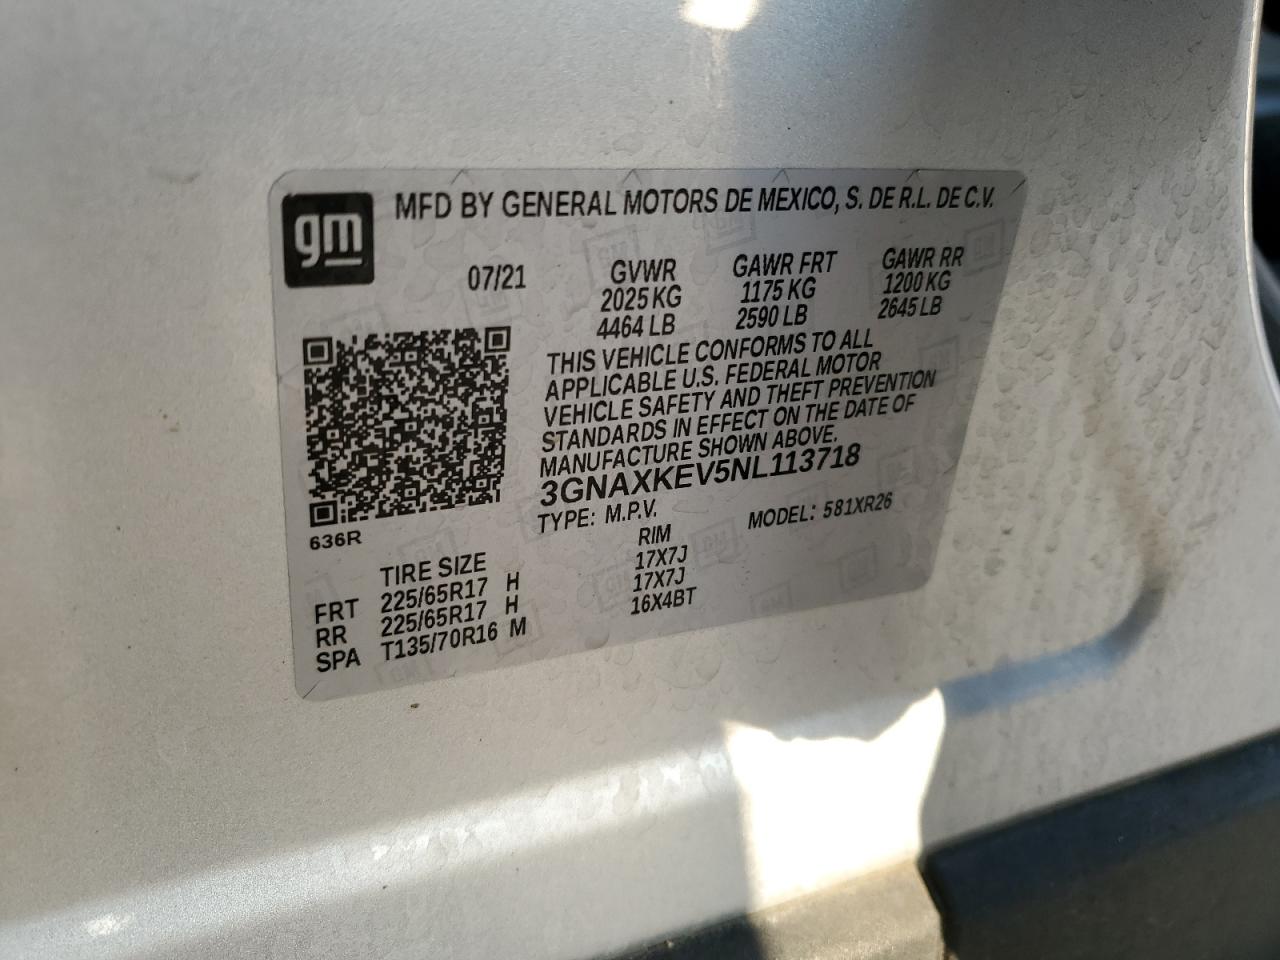 gm
MFD BY GENERAL MOTORS DE MEXICO, S. DE R.L. DE C.V.
07/21 GVWR GAWR FRT GAWR RR
2025 KG 1175 KG 1200 KG
4464 LB 2590 LB 2645 LB
THIS VEHICLE CONFORMS TO ALL
APPLICABLE U.S. FEDERAL MOTOR
VEHICLE SAFETY AND THEFT PREVENTION
STANDARDS IN EFFECT ON THE DATE OF
MANUFACTURE SHOWN ABOVE.
3GNAXKEV5NL113718
TYPE: M.P.V. MODEL: 581XR26
636R
TIRE SIZE RIM
FRT 225/65R17 H 17X7J
RR 225/65R17 H 17X7J
SPA T135/70R16 M 16X4BT